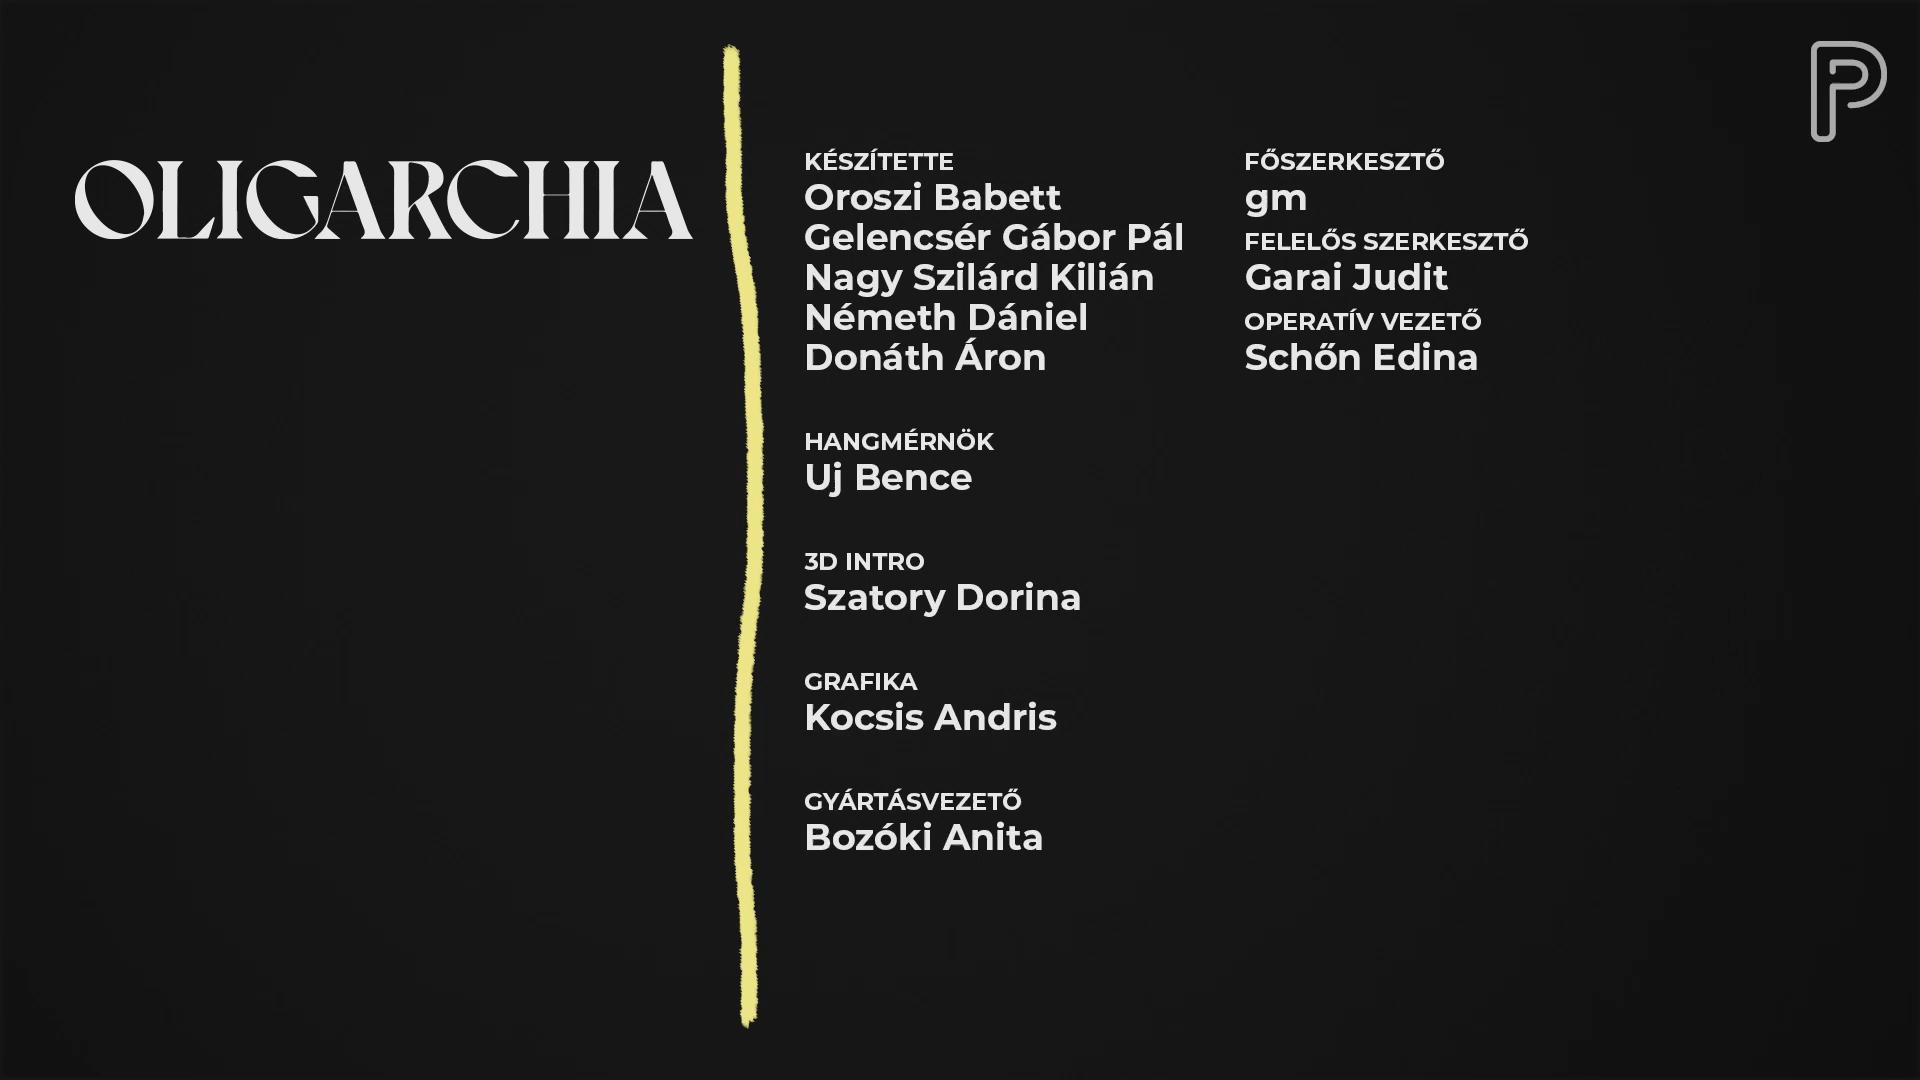 OLIGARCHIA
KÉSZÍTETTE
Oroszi Babett
Gelencsér Gábor Pál
Nagy Szilárd Kilián
Németh Dániel
Donáth Áron
HANGMÉRNÖK
Uj Bence
3D INTRO
Szatory Dorina
GRAFIKA
Kocsis Andris
GYÁRTÁSVEZETŐ
Bozóki Anita
FŐSZERKESZTŐ
gm
FELELŐS SZERKESZTŐ
Garai Judit
OPERATÍV VEZETŐ
Schőn Edina
P